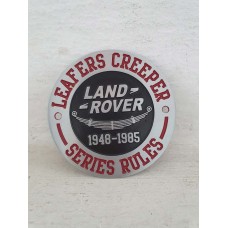 LEAFERS CREEPER
LAND
ROVER
1948-1985
SERIES RULES